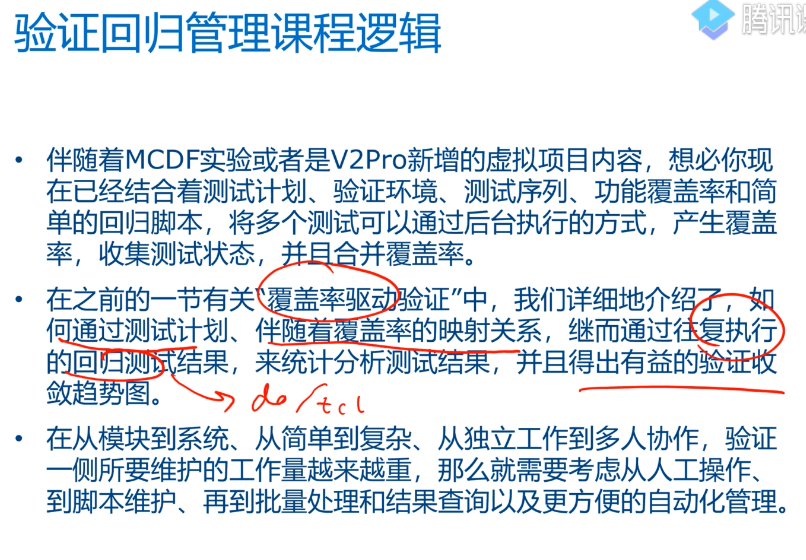 验证回归管理课程逻辑
腾讯课
• 伴随着MCDF实验或者是V2Pro新增的虚拟项目内容，想必你现
在已经结合着测试计划、验证环境、测试序列、功能覆盖率和简
单的回归脚本，将多个测试可以通过后台执行的方式，产生覆盖
率，收集测试状态，并且合并覆盖率。
• 在之前的一节有关“覆盖率驱动验证”中，我们详细地介绍了，如
何通过测试计划、伴随着覆盖率的映射关系，继而通过往复执行
的回归测试结果，来统计分析测试结果，并且得出有益的验证收
敛趋势图。
do/tcl
• 在从模块到系统、从简单到复杂、从独立工作到多人协作，验证
一侧所要维护的工作量越来越重，那么就需要考虑从人工操作、
到脚本维护、再到批量处理和结果查询以及更方便的自动化管理。